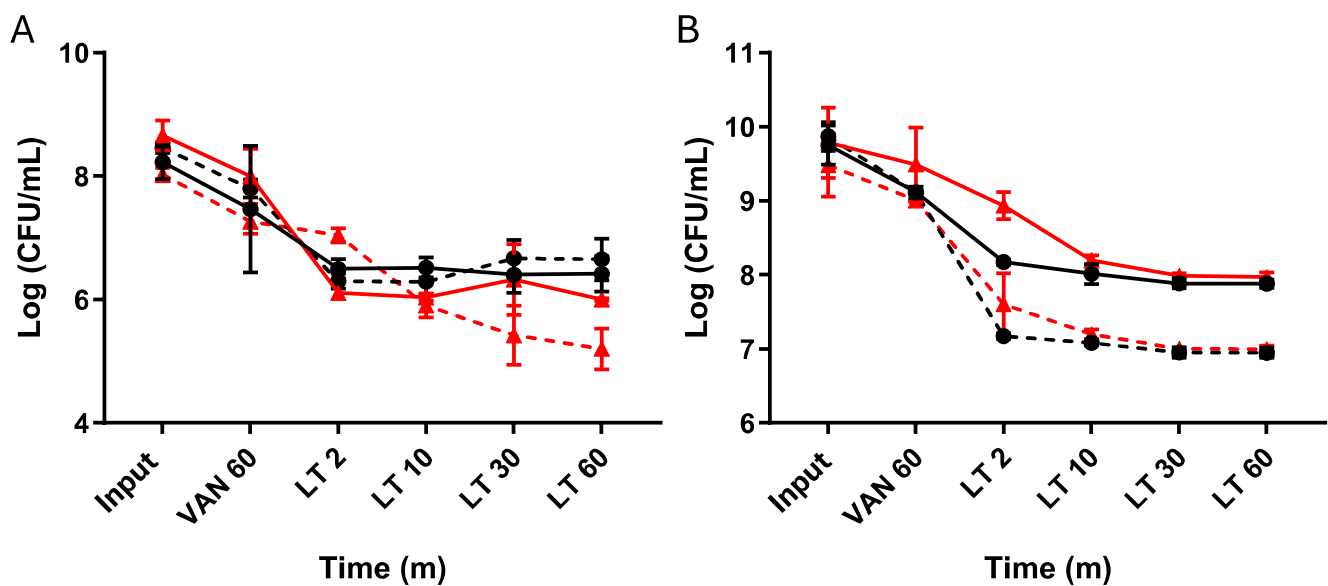 A
10
8
6
4
Log (CFU/mL)
Input
VAN 60
LT 2
LT 10
LT 30
LT 60
Time (m)
B
11
10
9
8
7
6
Log (CFU/mL)
Input
VAN 60
LT 2
LT 10
LT 30
LT 60
Time (m)